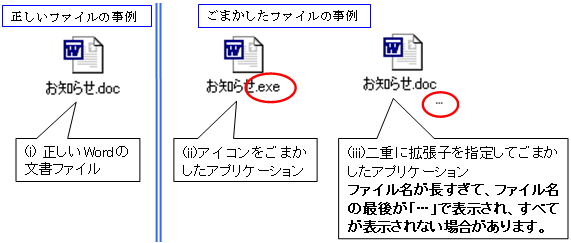 正しいファイルの事例
ごまかしたファイルの事例
お知らせ.doc
お知らせ.exe
お知らせ.doc
…
(i) 正しいWordの
文書ファイル
(ii)アイコンをごまか
したアプリケーション
(iii)二重に拡張子を指定してごまか
したアプリケーション
ファイル名が長すぎて、ファイル名
の最後が「…」で表示され、すべて
が表示されない場合があります。